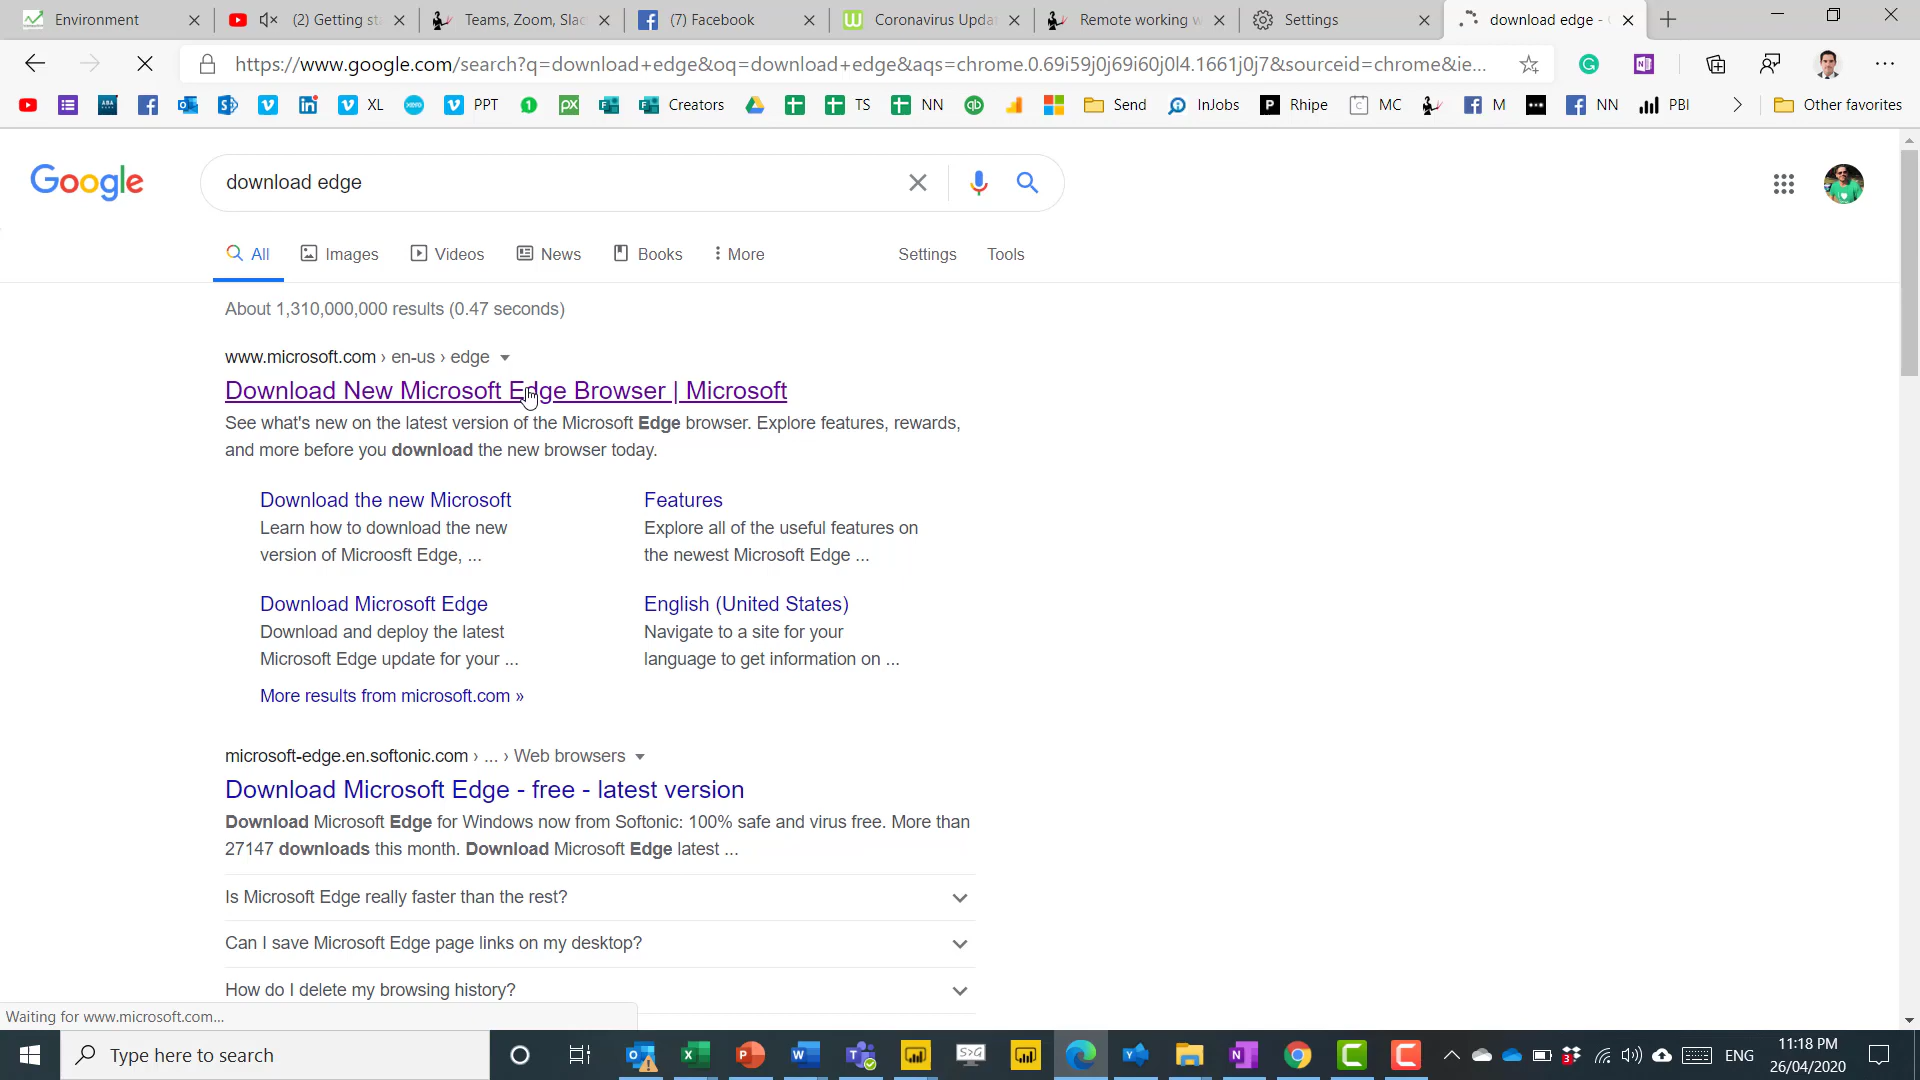 Environment
(2) Getting sta
Teams, Zoom, Slac
(7) Facebook
Coronavirus Upda
Remote working w
Settings
download edge -
https://www.google.com/search?q=download+edge&oq=download+edge&aqs=chrome.0.69i59j0j69i60j0l4.1661j0j7&sourceid=chrome&ie...
XL
PPT
Creators
TS
NN
Send
InJobs
Rhipe
MC
M
NN
PBI
Other favorites
Google
download edge
All
Images
Videos
News
Books
More
Settings
Tools
About 1,310,000,000 results (0.47 seconds)
www.microsoft.com › en-us › edge
Download New Microsoft Edge Browser | Microsoft
See what's new on the latest version of the Microsoft Edge browser. Explore features, rewards,
and more before you download the new browser today.
Download the new Microsoft
Learn how to download the new
version of Microosft Edge, ...
Features
Explore all of the useful features on
the newest Microsoft Edge ...
Download Microsoft Edge
Download and deploy the latest
Microsoft Edge update for your ...
English (United States)
Navigate to a site for your
language to get information on ...
More results from microsoft.com »
microsoft-edge.en.softonic.com › ... › Web browsers
Download Microsoft Edge - free - latest version
Download Microsoft Edge for Windows now from Softonic: 100% safe and virus free. More than
27147 downloads this month. Download Microsoft Edge latest ...
Is Microsoft Edge really faster than the rest?
Can I save Microsoft Edge page links on my desktop?
How do I delete my browsing history?
Waiting for www.microsoft.com...
Type here to search
ENG
11:18 PM
26/04/2020